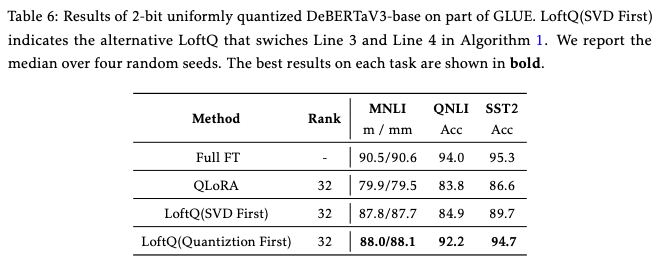 Table 6: Results of 2-bit uniformly quantized DeBERTaV3-base on part of GLUE. LoftQ(SVD First)
indicates the alternative LoftQ that swiches Line 3 and Line 4 in Algorithm 1. We report the
median over four random seeds. The best results on each task are shown in bold.
Method Rank MNLI QNLI SST2
m / mm Acc Acc
Full FT - 90.5/90.6 94.0 95.3
QLoRA 32 79.9/79.5 83.8 86.6
LoftQ(SVD First) 32 87.8/87.7 84.9 89.7
LoftQ(Quantiztion First) 32 88.0/88.1 92.2 94.7